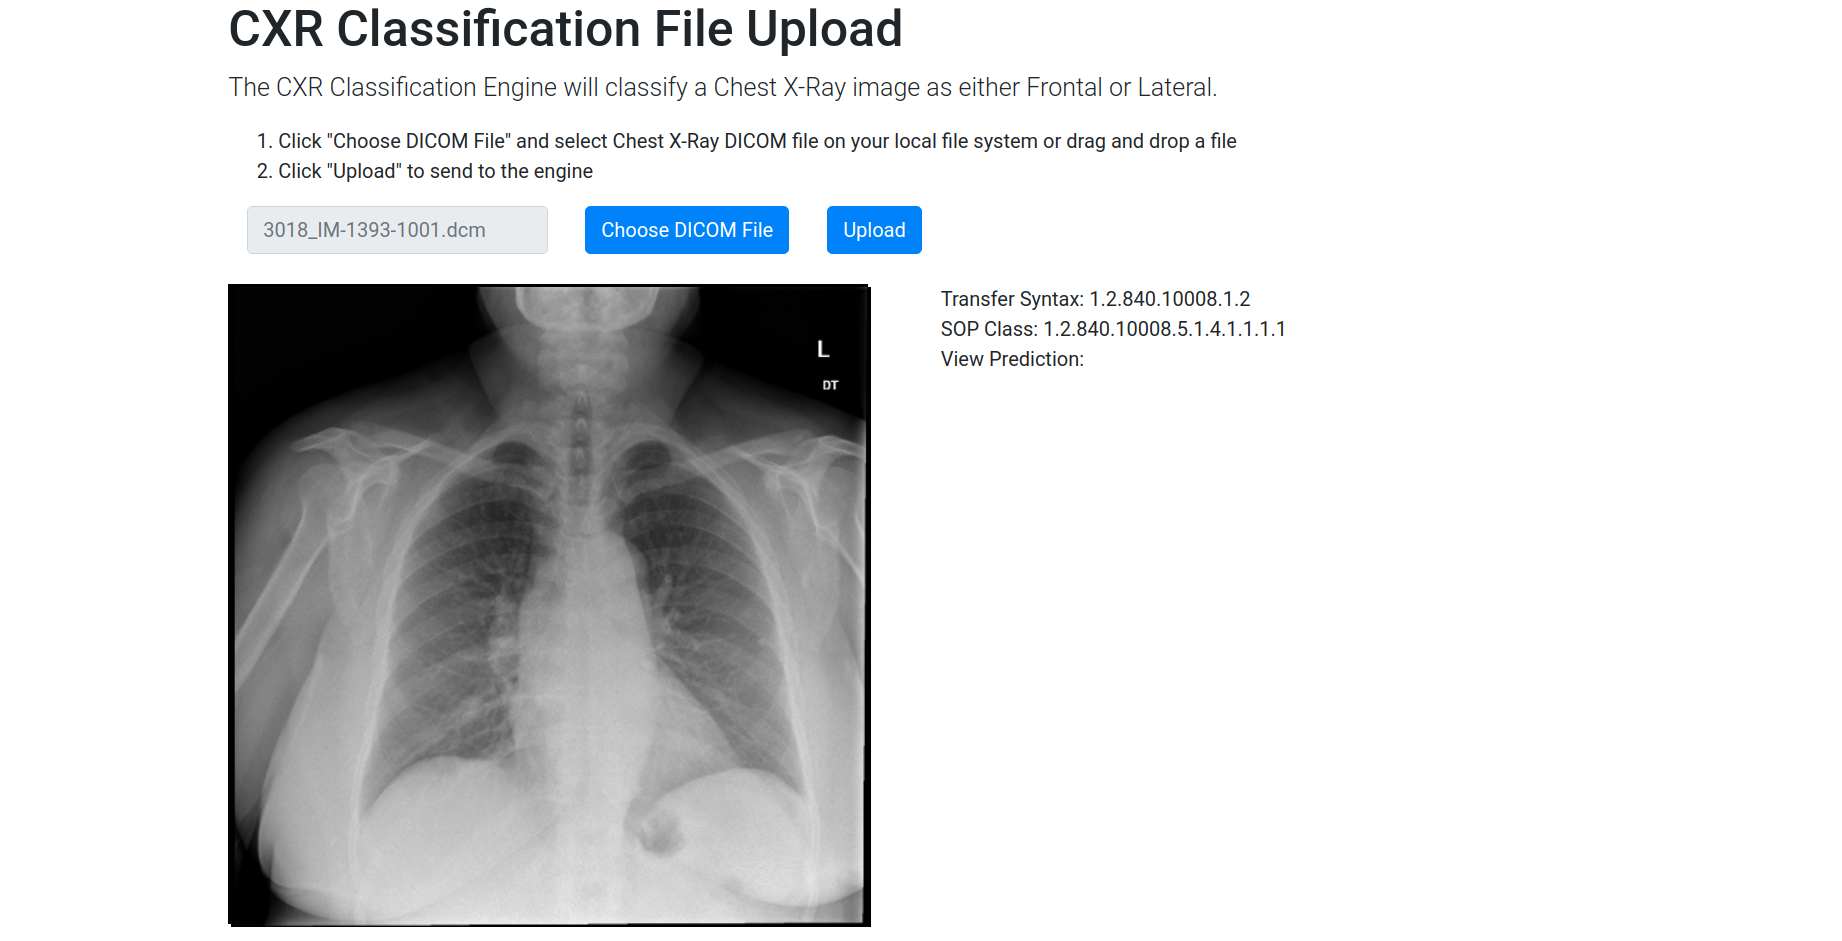 CXR Classification File Upload
The CXR Classification Engine will classify a Chest X-Ray image as either Frontal or Lateral.
1. Click "Choose DICOM File" and select Chest X-Ray DICOM file on your local file system or drag and drop a file
2. Click "Upload" to send to the engine
3018_IM-1393-1001.dcm
Choose DICOM File
Upload
L
DT
Transfer Syntax: 1.2.840.10008.1.2
SOP Class: 1.2.840.10008.5.1.4.1.1.1.1
View Prediction: